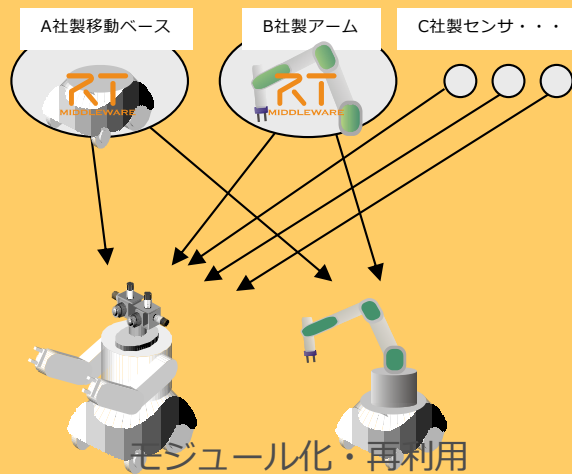 A社製移動ベース
B社製アーム
C社製センサ・・・
RT
MIDDLEWARE
RT
MIDDLEWARE
モジュール化・再利用